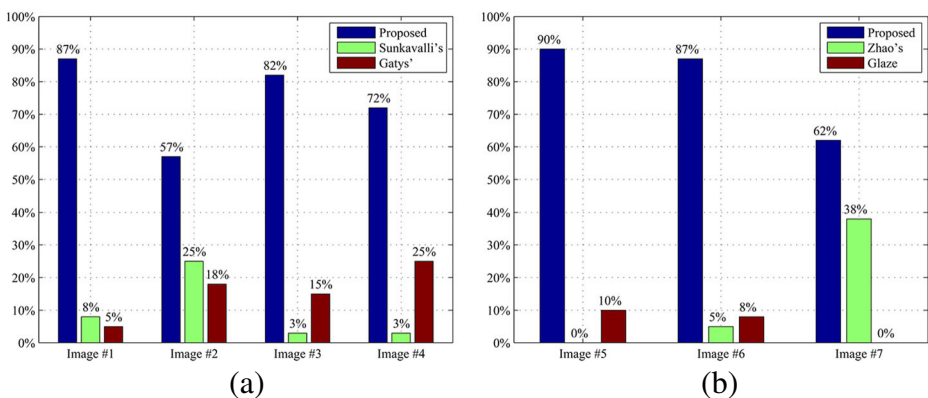 100%
90%
80%
70%
60%
50%
40%
30%
20%
10%
0%
87%
8%
5%
57%
25%
18%
82%
3%
15%
72%
3%
25%
Proposed
Sunkavalli's
Gatys'
Image #1
Image #2
Image #3
Image #4
(a)
100%
90%
80%
70%
60%
50%
40%
30%
20%
10%
0%
90%
0%
10%
87%
5%
8%
62%
38%
0%
Proposed
Zhao's
Glaze
Image #5
Image #6
Image #7
(b)